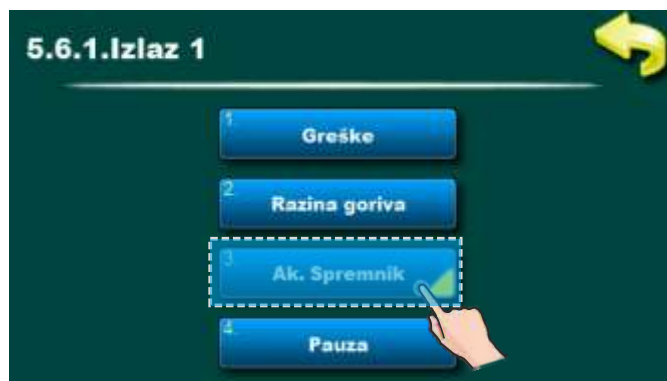 5.6.1.Izlaz 1
1
Greške
2
Razina goriva
3
Ak. Spremnik
4
Pauza